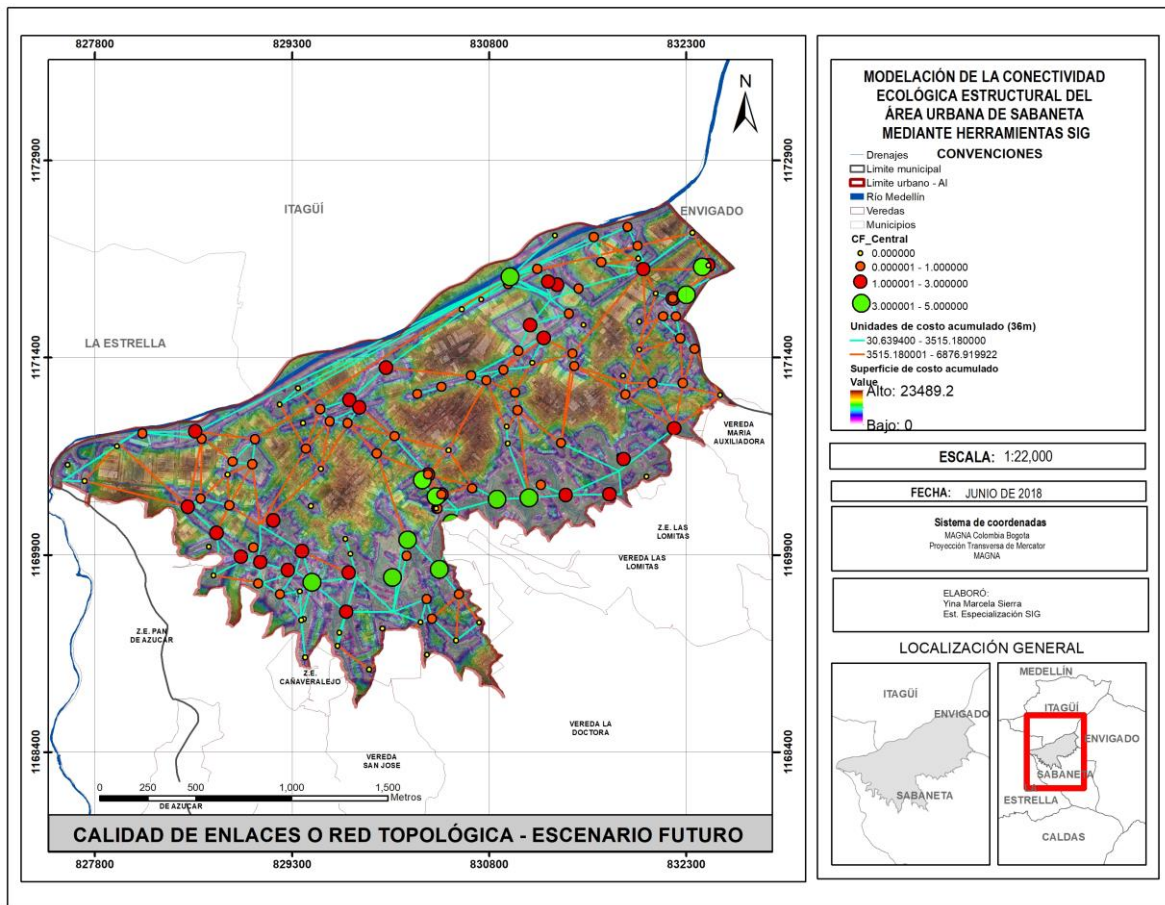 827800
829300
830800
832300
1172900
1171400
1169900
1168400
N
ITAGÜÍ
ENVIGADO
LA ESTRELLA
VEREDA
MARIA
AUXILIADORA
Z.E. LAS
LOMITAS
VEREDA LAS
LOMITAS
Z.E. PAN
DE AZUCAR
Z.E.
CAÑAVERALEJO
VEREDA LA
DOCTORA
VEREDA
SAN JOSE
0 250 500 1,000 1,500
Metros
DE AZUCAR
CALIDAD DE ENLACES O RED TOPOLÓGICA - ESCENARIO FUTURO
827800
829300
830800
832300
1172900
1171400
1169900
1168400
MODELACIÓN DE LA CONECTIVIDAD
ECOLÓGICA ESTRUCTURAL DEL
ÁREA URBANA DE SABANETA
MEDIANTE HERRAMIENTAS SIG
CONVENCIONES
Drenajes
Límite municipal
Límite urbano - AI
Río Medellín
Veredas
Municipios
CF_Central
0.000000
0.000001 - 1.000000
1.000001 - 3.000000
3.000001 - 5.000000
Unidades de costo acumulado (36m)
30.639400 - 3515.180000
3515.180001 - 6876.919922
Superficie de costo acumulado
Value
Alto: 23489.2
Bajo: 0
ESCALA: 1:22,000
FECHA: JUNIO DE 2018
Sistema de coordenadas
MAGNA Colombia Bogota
Proyección Transversa de Mercator
MAGNA
ELABORÓ:
Yina Marcela Sierra
Est. Especialización SIG
LOCALIZACIÓN GENERAL
ITAGÜÍ
ENVIGADO
SABANETA
MEDELLÍN
ITAGÜÍ
ENVIGADO
SABANETA
ESTRELLA
CALDAS